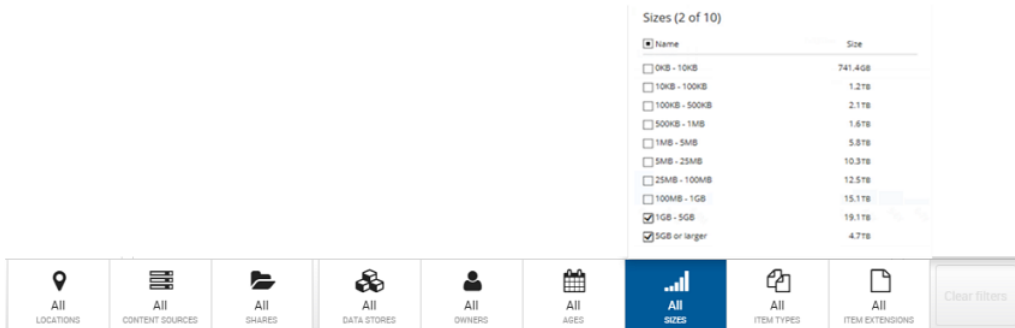 Sizes (2 of 10)
Name Size
0KB - 10KB 741.4GB
10KB - 100KB 1.2TB
100KB - 500KB 2.1TB
500KB - 1MB 1.6TB
1MB - 5MB 5.8TB
5MB - 25MB 10.3TB
25MB - 100MB 12.5TB
100MB - 1GB 15.1TB
1GB - 5GB 19.1TB
5GB or larger 4.7TB
All All All All All All All All All
LOCATIONS CONTENT SOURCES SHARES DATA STORES OWNERS AGES SIZES ITEM TYPES ITEM EXTENSIONS
Clear filters